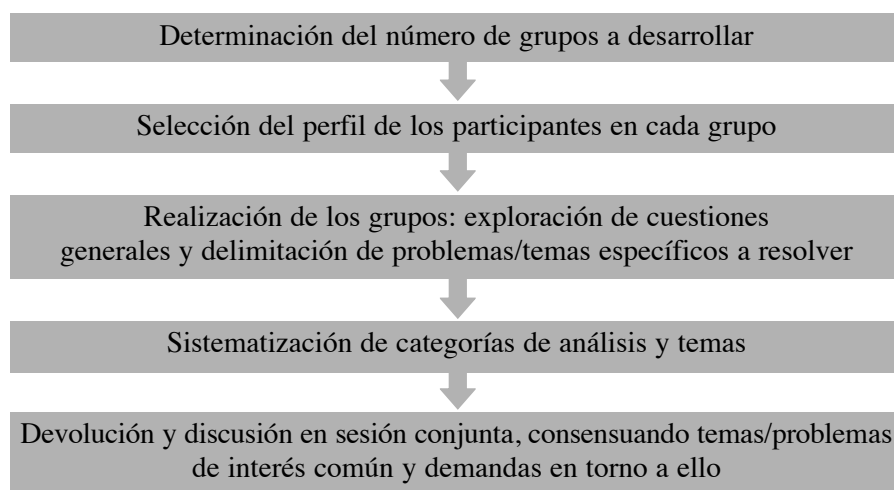 Determinación del número de grupos a desarrollar
Selección del perfil de los participantes en cada grupo
Realización de los grupos: exploración de cuestiones
generales y delimitación de problemas/temas específicos a resolver
Sistematización de categorías de análisis y temas
Devolución y discusión en sesión conjunta, consensuando temas/problemas
de interés común y demandas en torno a ello